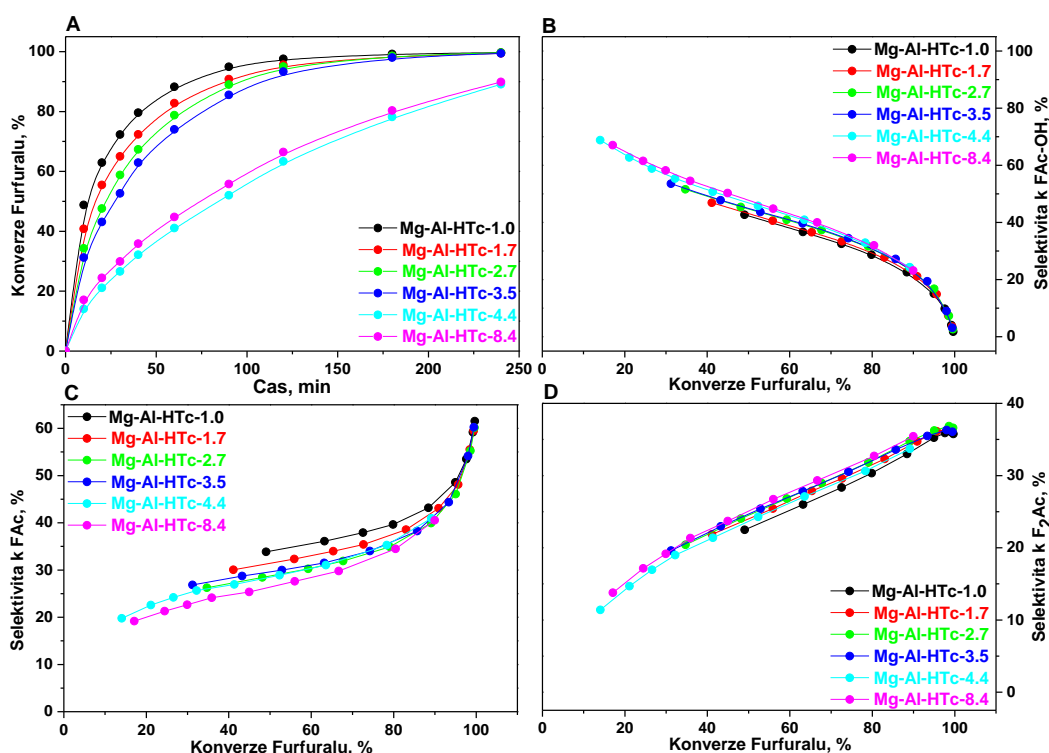 A
Konverze Furfuralu, %
100
80
60
40
20
0
Mg-Al-HTc-1.0
Mg-Al-HTc-1.7
Mg-Al-HTc-2.7
Mg-Al-HTc-3.5
Mg-Al-HTc-4.4
Mg-Al-HTc-8.4
0 50 100 150 200 250
Cas, min
B
Mg-Al-HTc-1.0
Mg-Al-HTc-1.7
Mg-Al-HTc-2.7
Mg-Al-HTc-3.5
Mg-Al-HTc-4.4
Mg-Al-HTc-8.4
100
80
60
40
20
0
Selektivita k FAc-OH, %
0 20 40 60 80 100
Konverze Furfuralu, %
C
Selektivita k FAc, %
60
50
40
30
20
10
0
Mg-Al-HTc-1.0
Mg-Al-HTc-1.7
Mg-Al-HTc-2.7
Mg-Al-HTc-3.5
Mg-Al-HTc-4.4
Mg-Al-HTc-8.4
0 20 40 60 80 100
Konverze Furfuralu, %
D
40
30
20
10
0
Selektivita k F₂Ac, %
Mg-Al-HTc-1.0
Mg-Al-HTc-1.7
Mg-Al-HTc-2.7
Mg-Al-HTc-3.5
Mg-Al-HTc-4.4
Mg-Al-HTc-8.4
0 20 40 60 80 100
Konverze Furfuralu, %